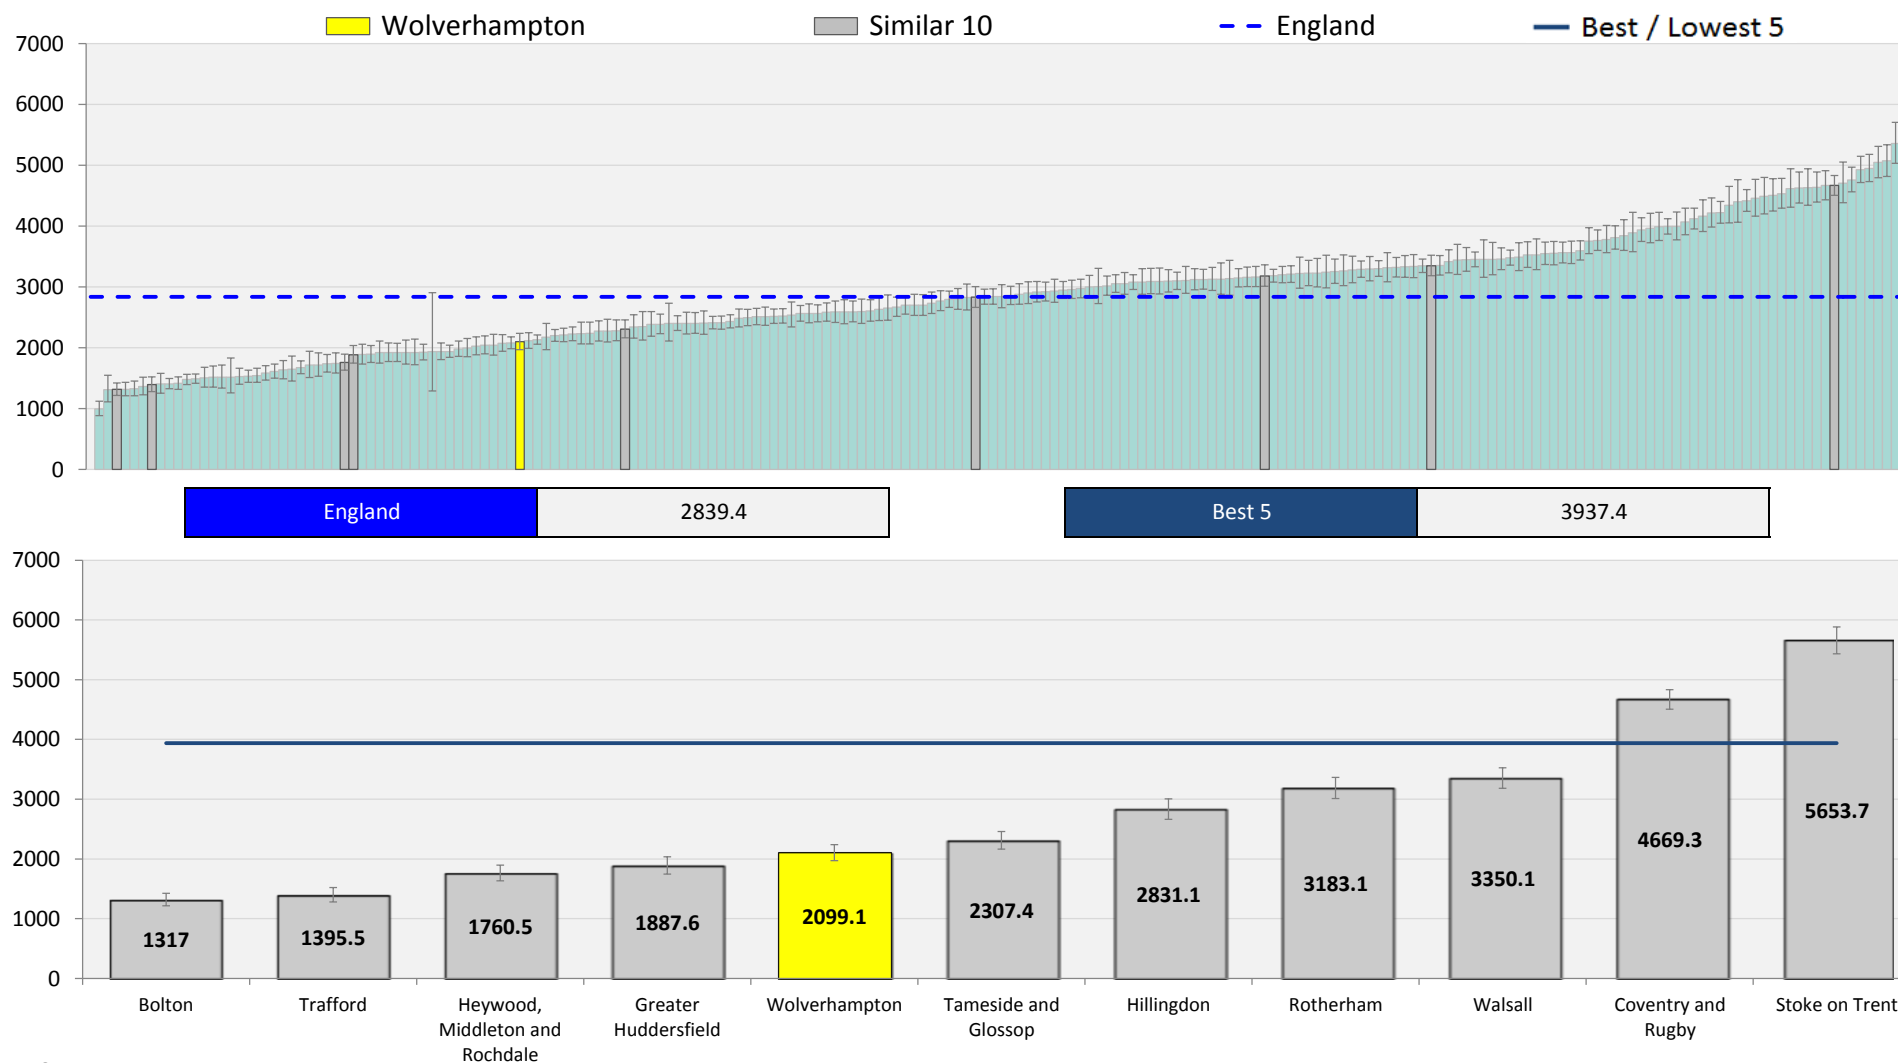 Wolverhampton Similar 10 England Best / Lowest 5
7000
6000
5000
4000
3000
2000
1000
0
England 2839.4 Best 5 3937.4
7000
6000
5000
4000
3000
2000
1000
0
1317 1395.5 1760.5 1887.6 2099.1 2307.4 2831.1 3183.1 3350.1 4669.3 5653.7
Bolton Trafford Heywood, Greater Wolverhampton Tameside and Hillingdon Rotherham Walsall Coventry and Stoke on Trent
Middleton and Huddersfield Glossop Rugby
Rochdale